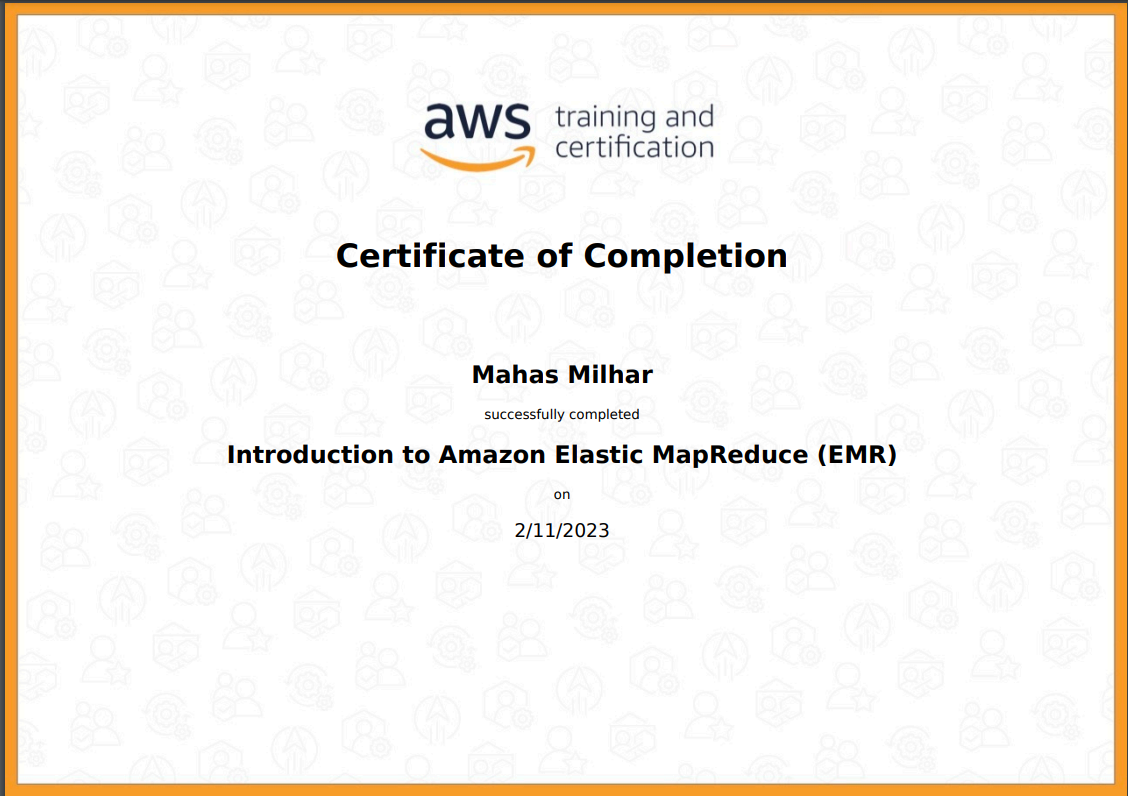 aws training and
certification
Certificate of Completion
Mahas Milhar
successfully completed
Introduction to Amazon Elastic MapReduce (EMR)
on
2/11/2023